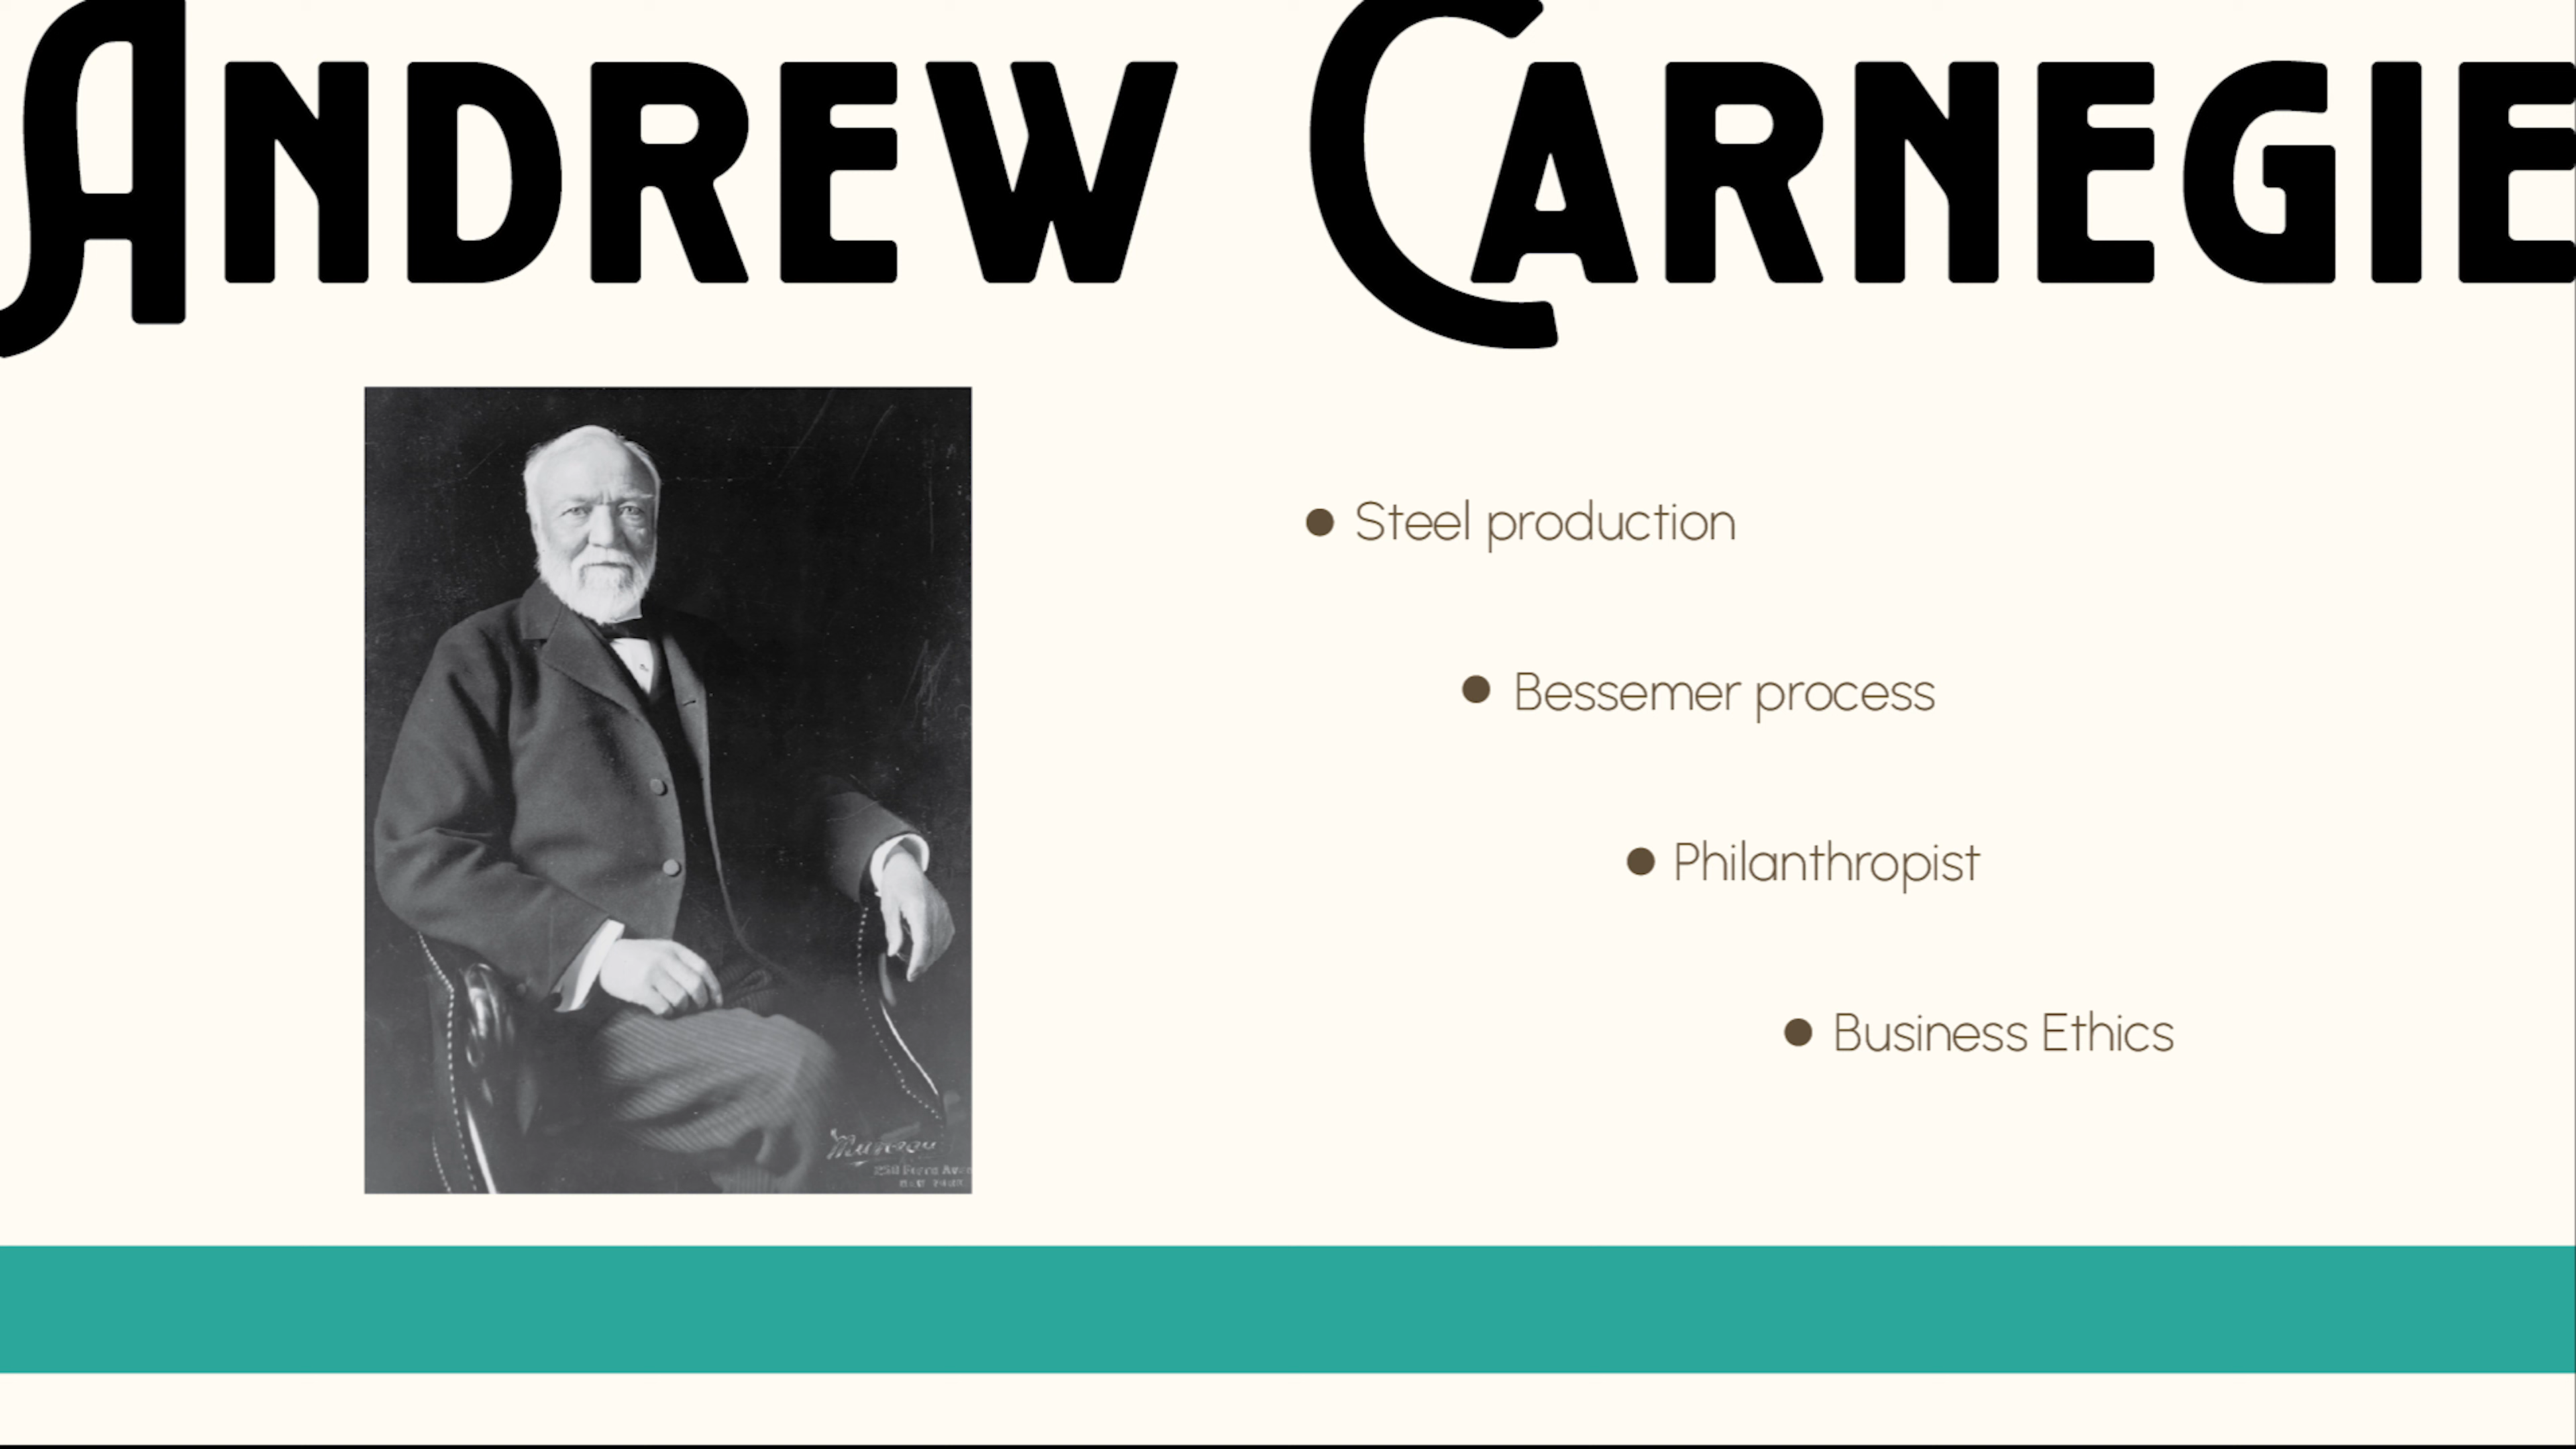 Andrew Carnegie
Steel production
Bessemer process
Philanthropist
Business Ethics